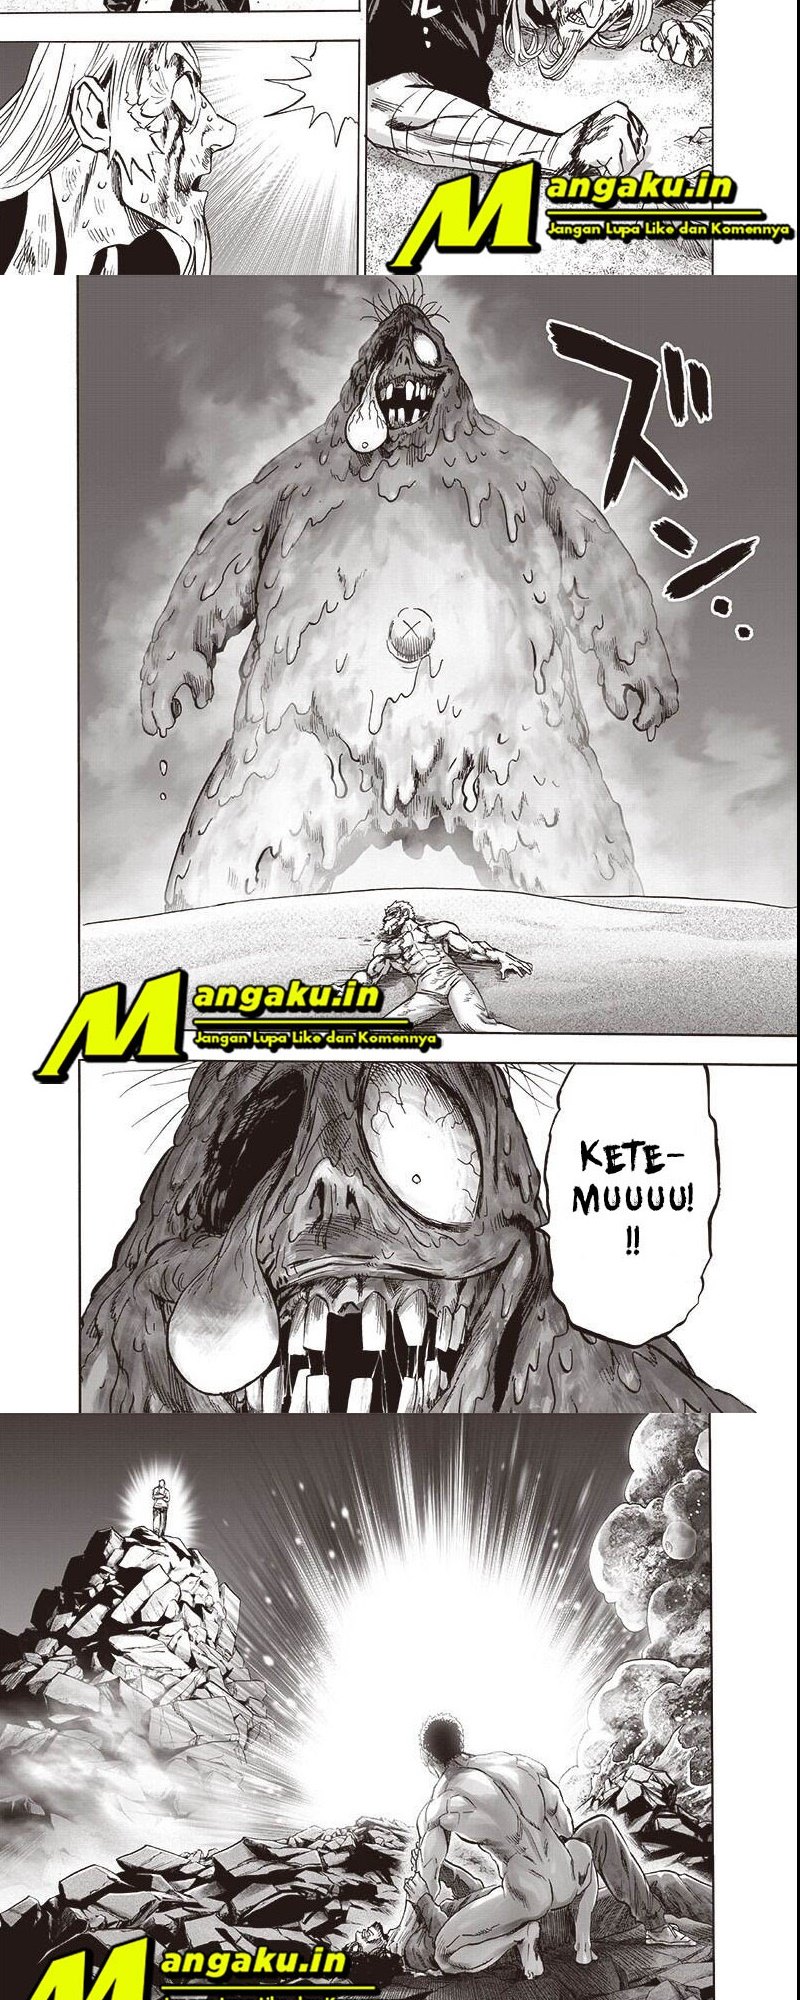 Mangaku.in
Jangan Lupa Like dan Komennya
ズン..
Mangaku.in
Jangan Lupa Like dan Komennya
KETE-
MUUUU!
!!
Mangaku.in